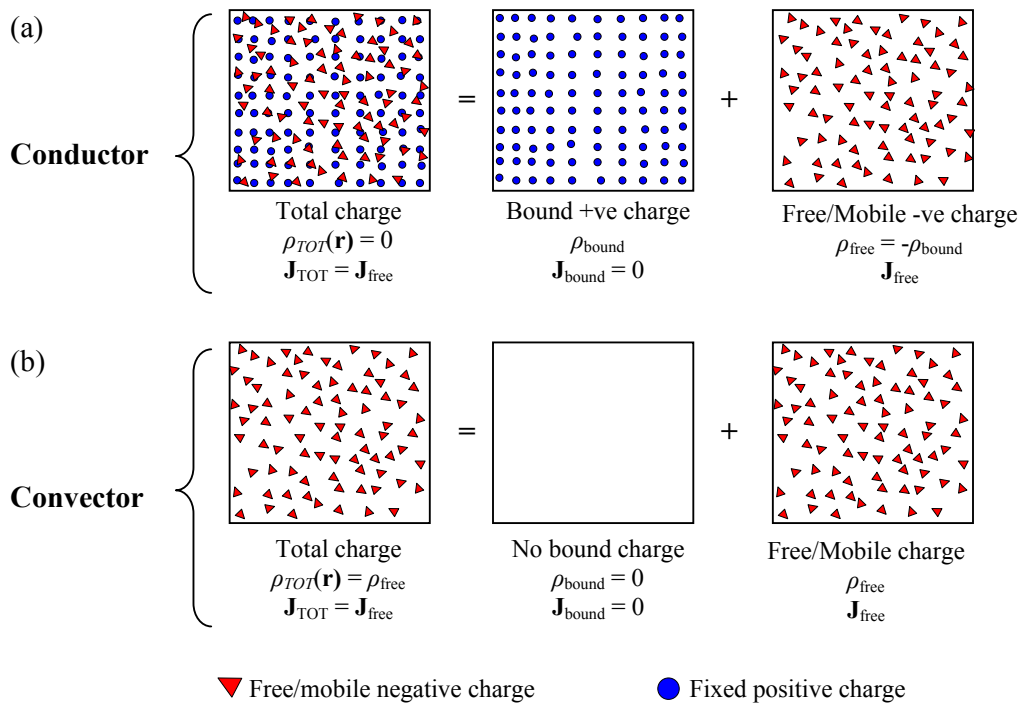 (a)
Conductor
=
+
Total charge
ρTOT(r) = 0
JTOT = Jfree
Bound +ve charge
ρbound
Jbound = 0
Free/Mobile -ve charge
ρfree = -ρbound
Jfree
(b)
Convector
=
+
Total charge
ρTOT(r) = ρfree
JTOT = Jfree
No bound charge
ρbound = 0
Jbound = 0
Free/Mobile charge
ρfree
Jfree
Free/mobile negative charge
Fixed positive charge